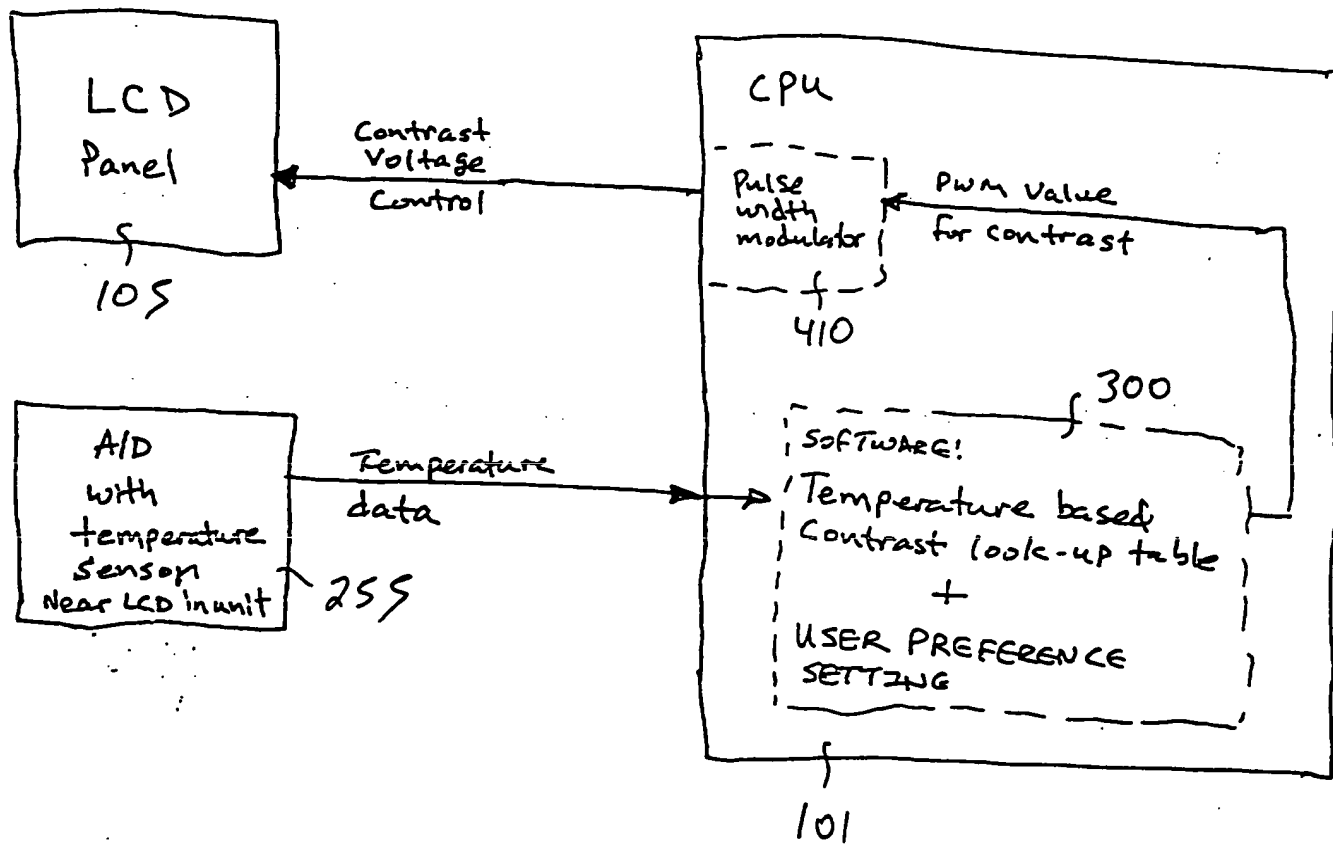 LCD
Panel
105
Contrast
Voltage
Control
CPU
Pulse
width
modulator
410
PWM Value
for contrast
A/D
with
temperature
sensor
Near LCD in unit
255
Temperature
data
300
SOFTWARE:
Temperature based
Contrast look-up table
+
USER PREFERENCE
SETTING
101